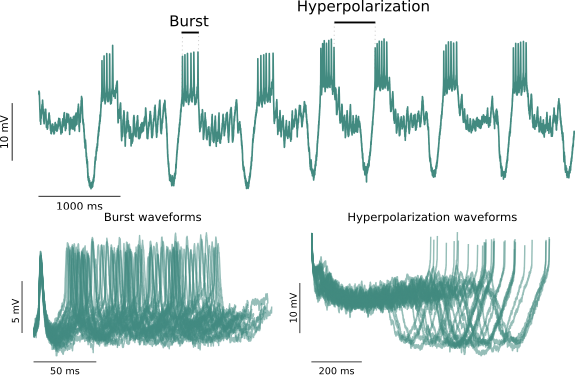 Hyperpolarization
Burst
10 mV
1000 ms
Burst waveforms
Hyperpolarization waveforms
5 mV
10 mV
50 ms
200 ms